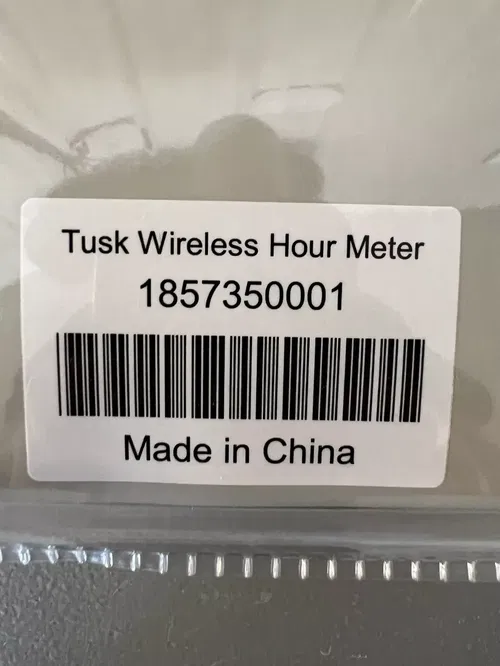 Tusk Wireless Hour Meter
1857350001
Made in China